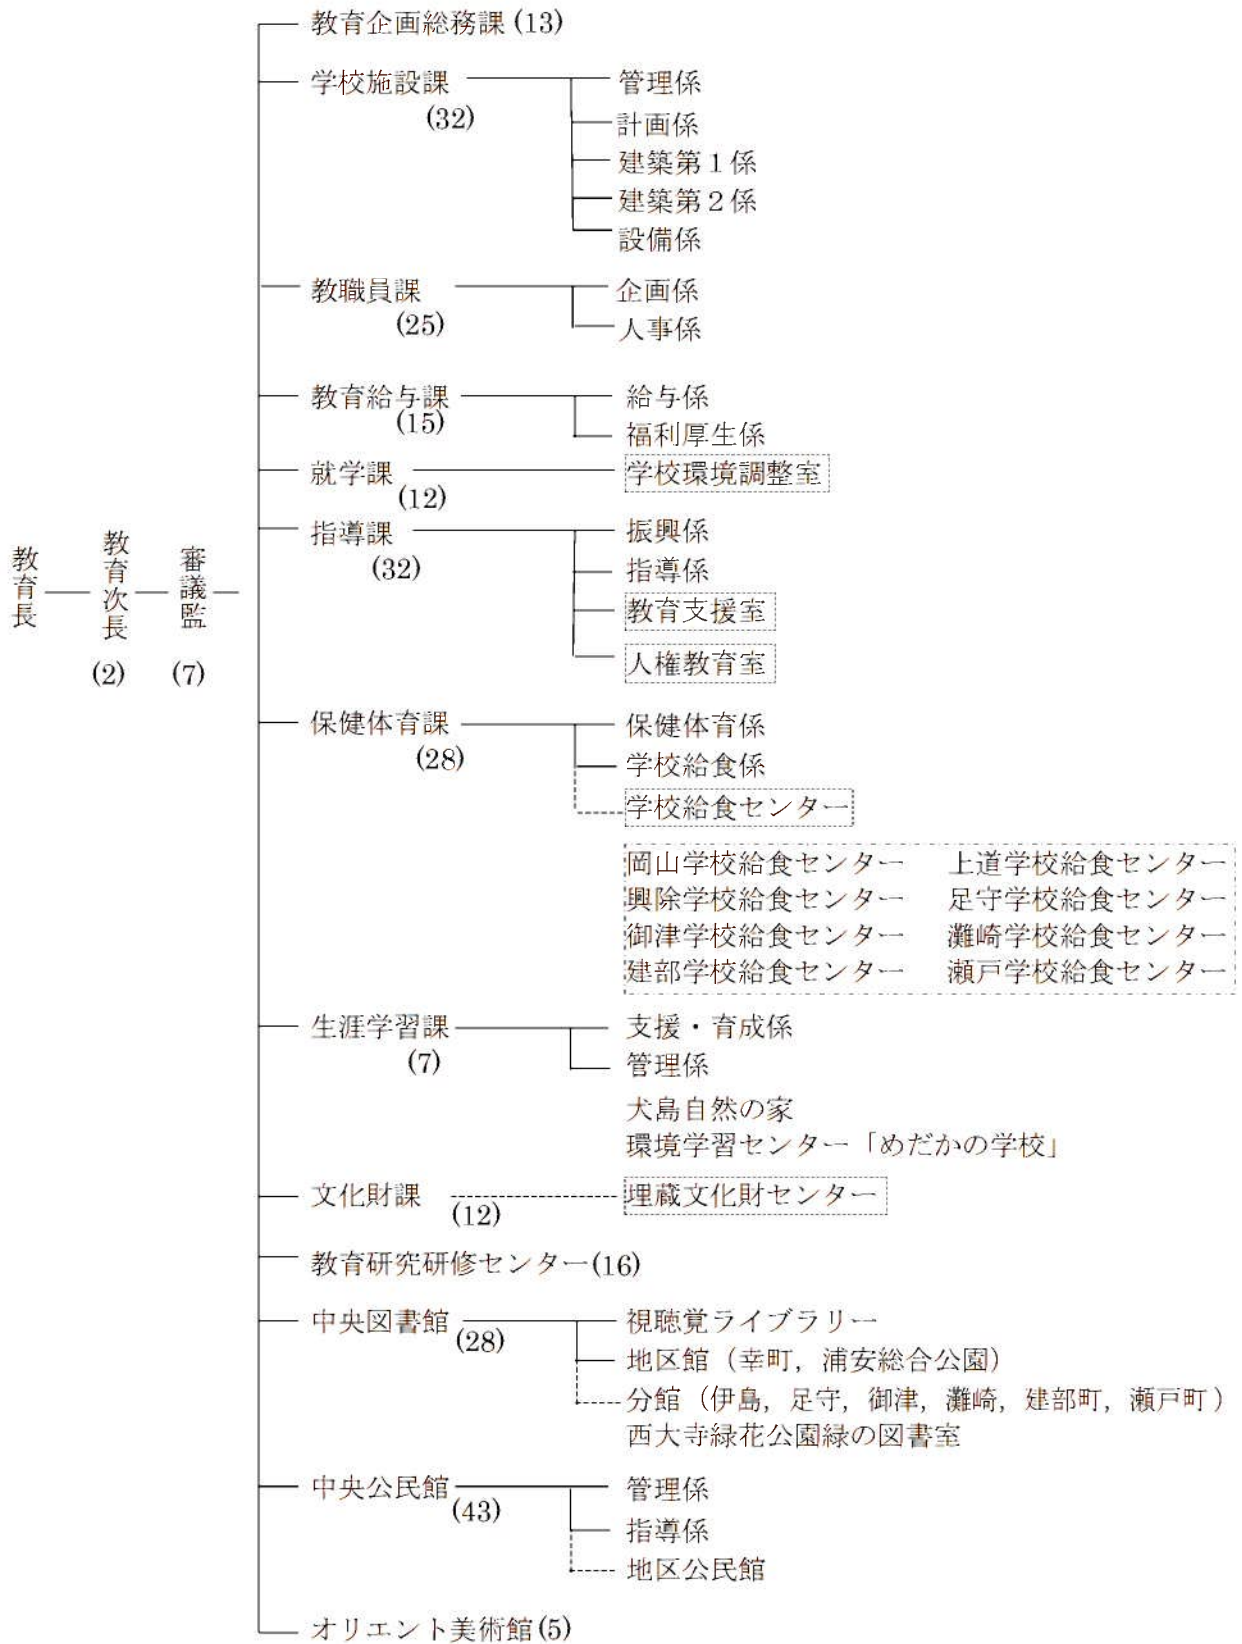 教育長
教育次長
(2)
審議監
(7)
教育企画総務課 (13)
学校施設課
(32)
管理係
計画係
建築第１係
建築第２係
設備係
教職員課
(25)
企画係
人事係
教育給与課
(15)
給与係
福利厚生係
就学課
(12)
学校環境調整室
指導課
(32)
振興係
指導係
教育支援室
人権教育室
保健体育課
(28)
保健体育係
学校給食係
学校給食センター
岡山学校給食センター　上道学校給食センター
興除学校給食センター　足守学校給食センター
御津学校給食センター　灘崎学校給食センター
建部学校給食センター　瀬戸学校給食センター
生涯学習課
(7)
支援・育成係
管理係
犬島自然の家
環境学習センター「めだかの学校」
文化財課
(12)
埋蔵文化財センター
教育研究研修センター(16)
中央図書館
(28)
視聴覚ライブラリー
地区館（幸町，浦安総合公園）
分館（伊島，足守，御津，灘崎，建部町，瀬戸町）
西大寺緑花公園緑の図書室
中央公民館
(43)
管理係
指導係
地区公民館
オリエント美術館(5)